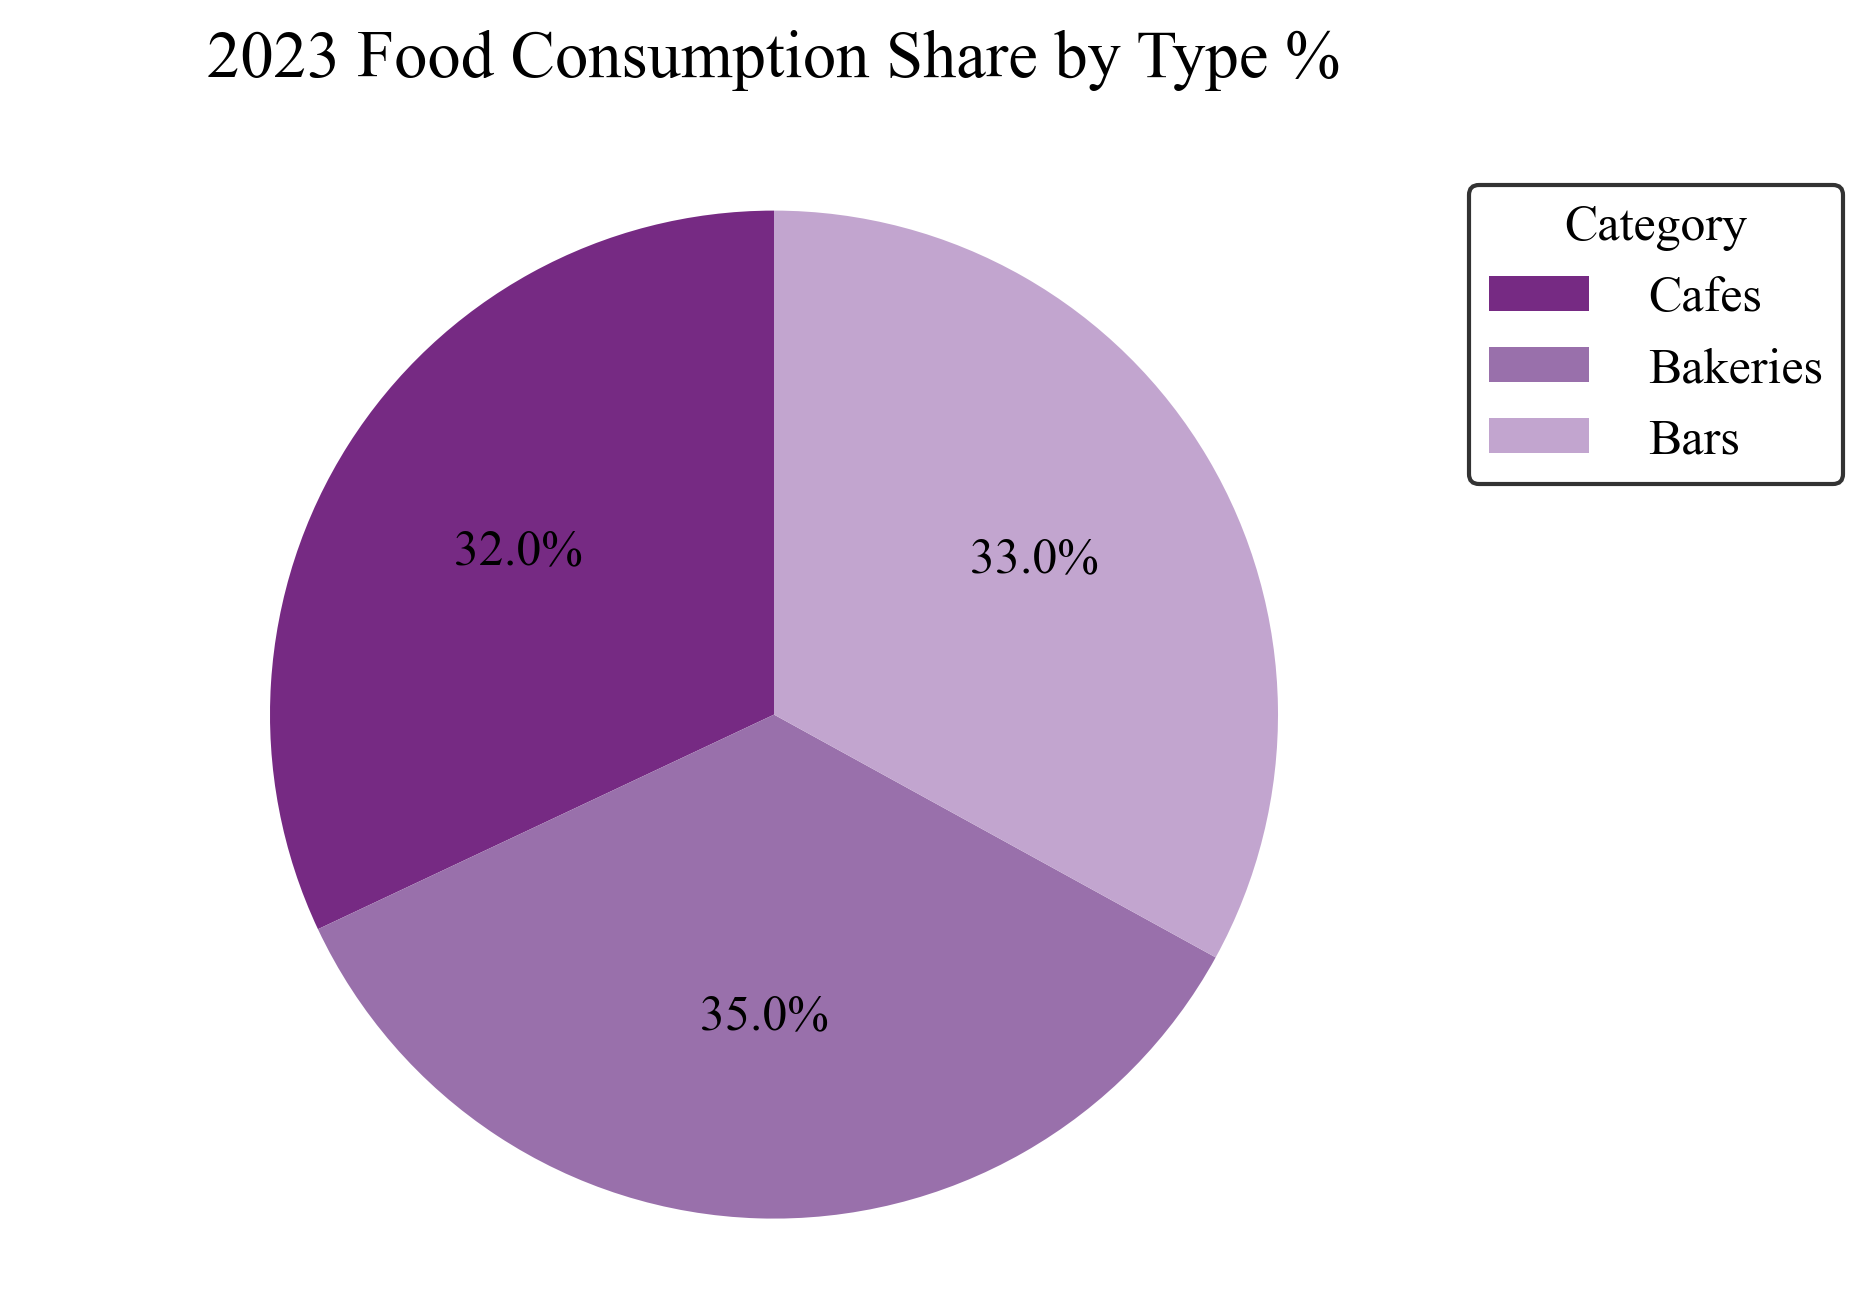 2023 Food Consumption Share by Type %
Category
Cafes
Bakeries
Bars
32.0%
33.0%
35.0%